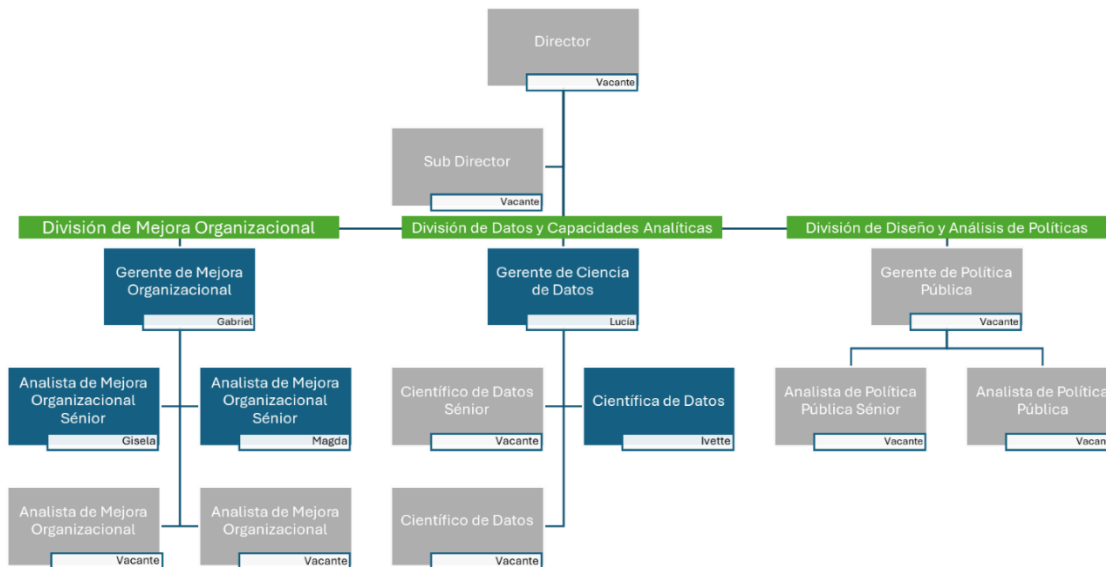 Director
Vacante
Sub Director
Vacante
División de Mejora Organizacional
División de Datos y Capacidades Analíticas
División de Diseño y Análisis de Políticas
Gerente de Mejora
Organizacional
Gabriel
Gerente de Ciencia
de Datos
Lucía
Gerente de Política
Pública
Vacante
Analista de Mejora
Organizacional
Sénior
Gisela
Analista de Mejora
Organizacional
Sénior
Magda
Científico de Datos
Sénior
Vacante
Científica de Datos
Ivette
Analista de Política
Pública Sénior
Vacante
Analista de Política
Pública
Vacant
Analista de Mejora
Organizacional
Vacante
Analista de Mejora
Organizacional
Vacante
Científico de Datos
Vacante